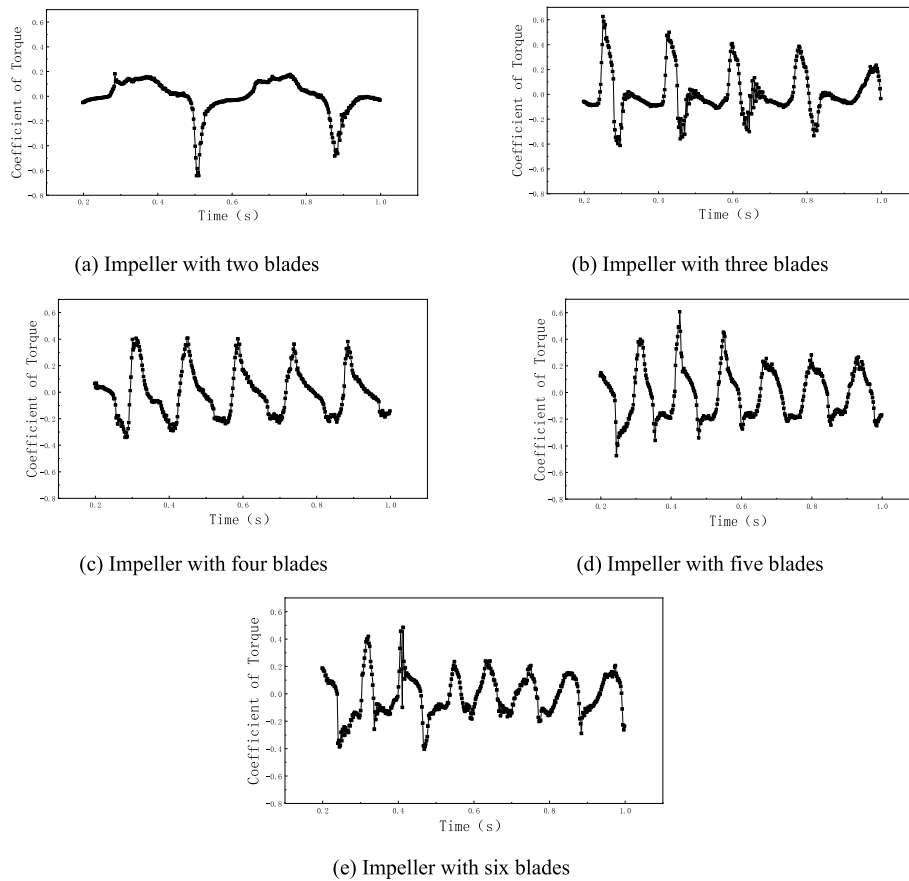 0.6
0.4
0.2
0.0
-0.2
-0.4
-0.6
-0.8
Coefficient of Torque
0.2 0.4 0.6 0.8 1.0
Time (s)
(a) Impeller with two blades
0.6
0.4
0.2
0.0
-0.2
-0.4
-0.6
-0.8
Coefficient of Torque
0.2 0.4 0.6 0.8 1.0
Time (s)
(b) Impeller with three blades
0.6
0.4
0.2
0.0
-0.2
-0.4
-0.6
-0.8
Coefficient of Torque
0.2 0.4 0.6 0.8 1.0
Time (s)
(c) Impeller with four blades
0.6
0.4
0.2
0.0
-0.2
-0.4
-0.6
-0.8
Coefficient of Torque
0.2 0.4 0.6 0.8 1.0
Time (s)
(d) Impeller with five blades
0.6
0.4
0.2
0.0
-0.2
-0.4
-0.6
-0.8
Coefficient of Torque
0.2 0.4 0.6 0.8 1.0
Time (s)
(e) Impeller with six blades